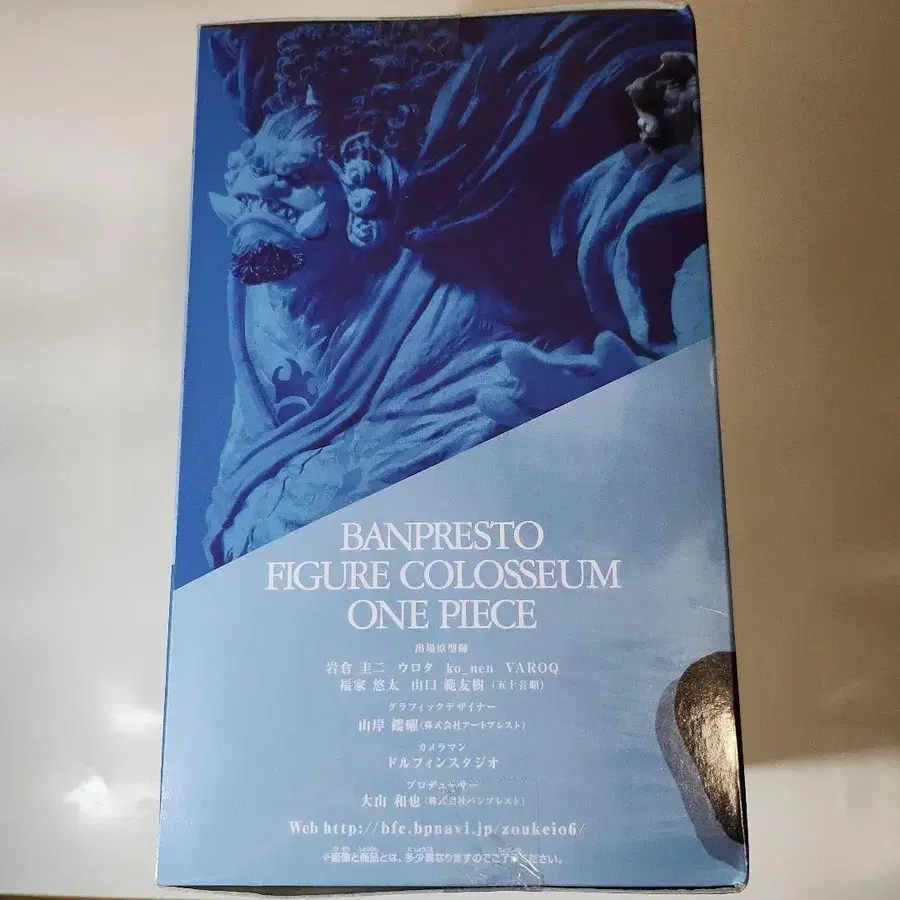 BANPRESTO
FIGURE COLOSSEUM
ONE PIECE
出場原型師
岩倉 圭二 ウロタ ko_nen VAROQ
福家 悠太 山口 範友樹（五十音順）
グラフィックデザイナー
山岸 鑑曜（株式会社アートプレスト）
カメラマン
ドルフィンスタジオ
プロデューサー
大山 和也（株式会社バンプレスト）
Web http://bfc.bpnavi.jp/zoukeio6/
※画像と商品とは、多少異なりますのでご了承ください。